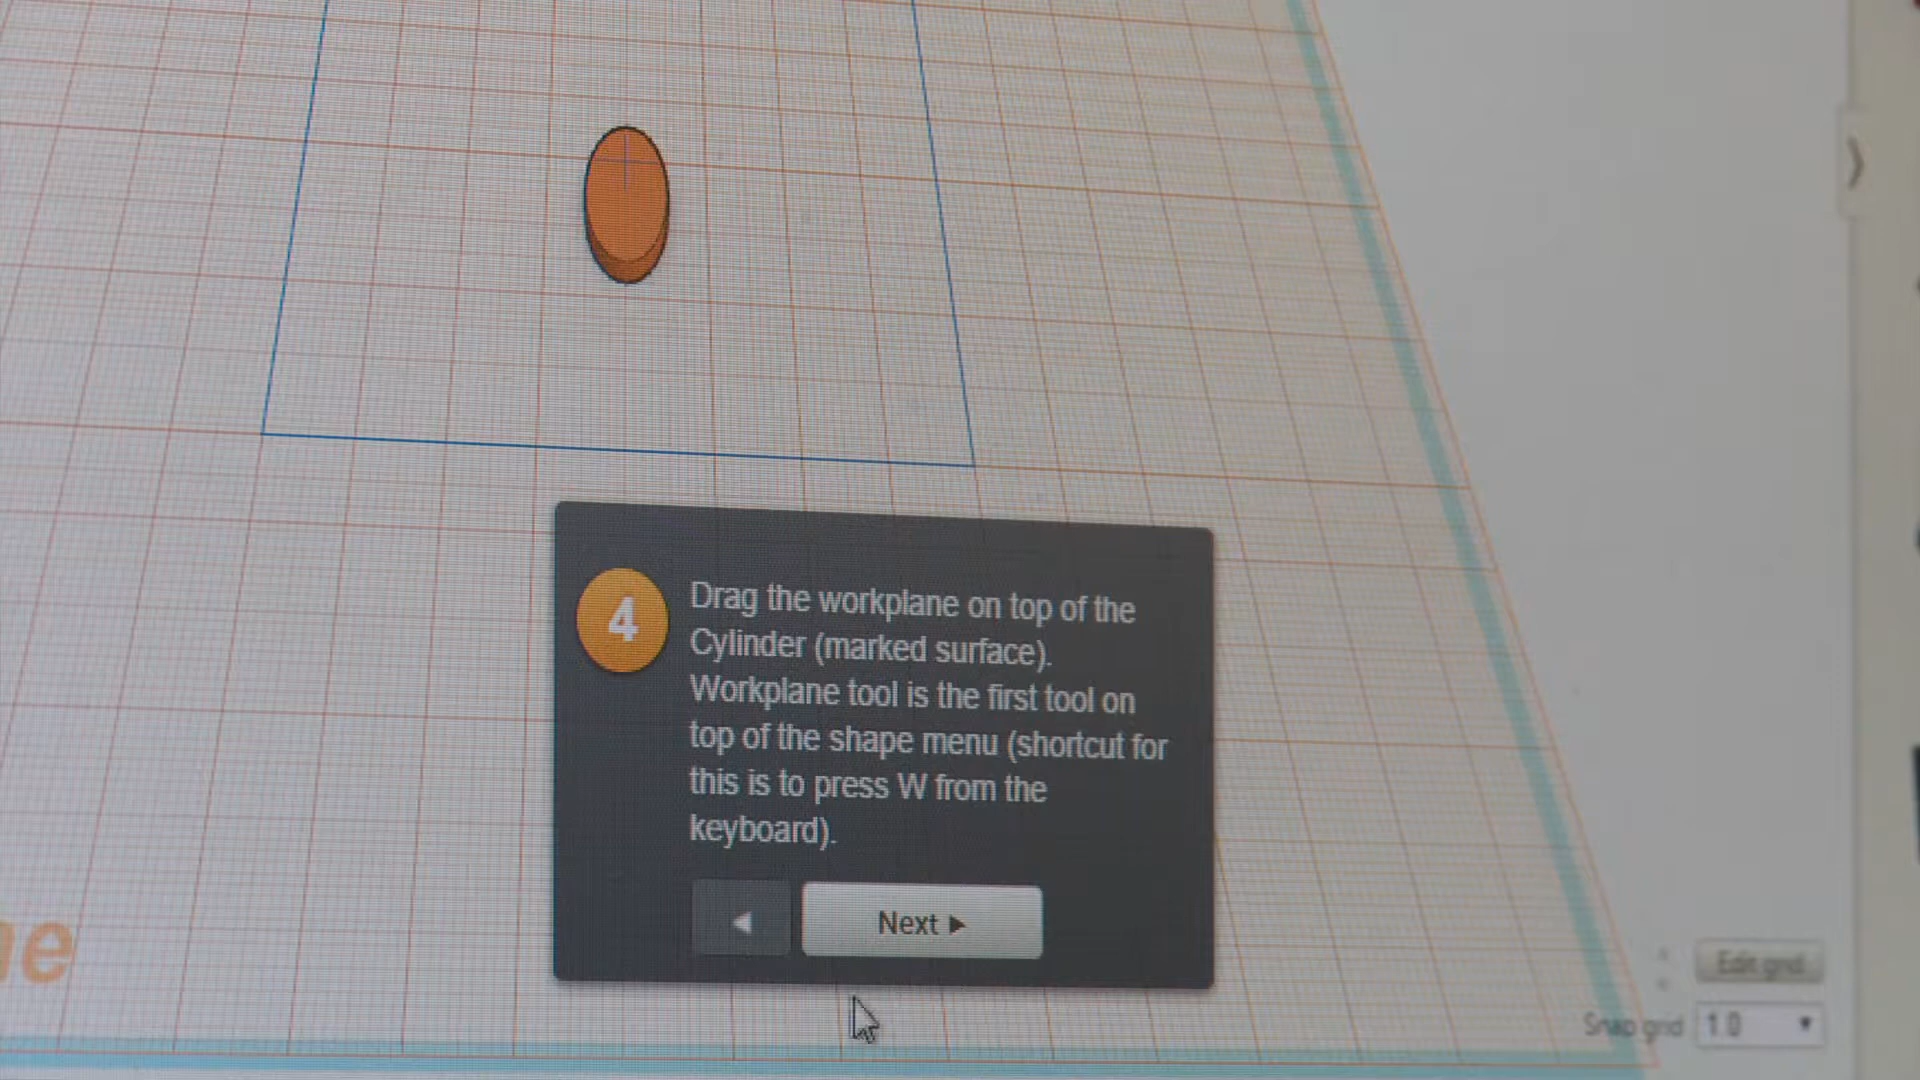 4
Drag the workplane on top of the
Cylinder (marked surface).
Workplane tool is the first tool on
top of the shape menu (shortcut for
this is to press W from the
keyboard).
Next
ne
Edit grid
Snap grid 1.0